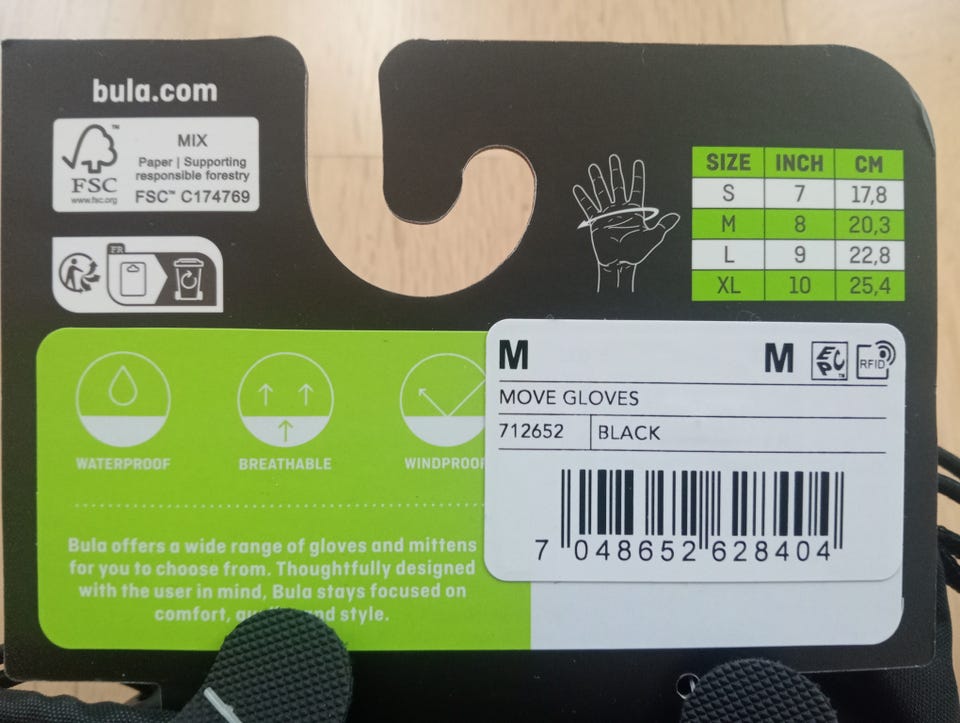 bula.com
FSC™
www.fsc.org
MIX
Paper | Supporting
responsible forestry
FSC™ C174769
FR
SIZE INCH CM
S 7 17,8
M 8 20,3
L 9 22,8
XL 10 25,4
WATERPROOF BREATHABLE WINDPROOF
Bula offers a wide range of gloves and mittens
for you to choose from. Thoughtfully designed
with the user in mind, Bula stays focused on
comfort, and style.
M M EPC™ RFID
MOVE GLOVES
712652 BLACK
7 048652 628404